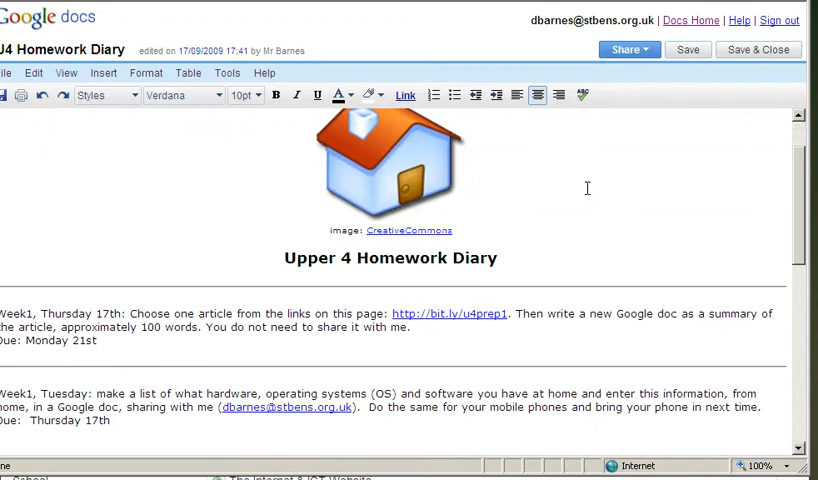 Google docs
dbarnes@stbens.org.uk | Docs Home | Help | Sign out
U4 Homework Diary edited on 17/09/2009 17:41 by Mr Barnes Share Save Save & Close
ile Edit View Insert Format Table Tools Help
Styles Verdana 10pt B I U A Link ABC
image: CreativeCommons
Upper 4 Homework Diary
Week1, Thursday 17th: Choose one article from the links on this page: http://bit.ly/u4prep1. Then write a new Google doc as a summary of
the article, approximately 100 words. You do not need to share it with me.
Due: Monday 21st
Week1, Tuesday: make a list of what hardware, operating systems (OS) and software you have at home and enter this information, from
home, in a Google doc, sharing with me (dbarnes@stbens.org.uk). Do the same for your mobile phones and bring your phone in next time.
Due: Thursday 17th
ne Internet 100%
School The Internet & ICT Website